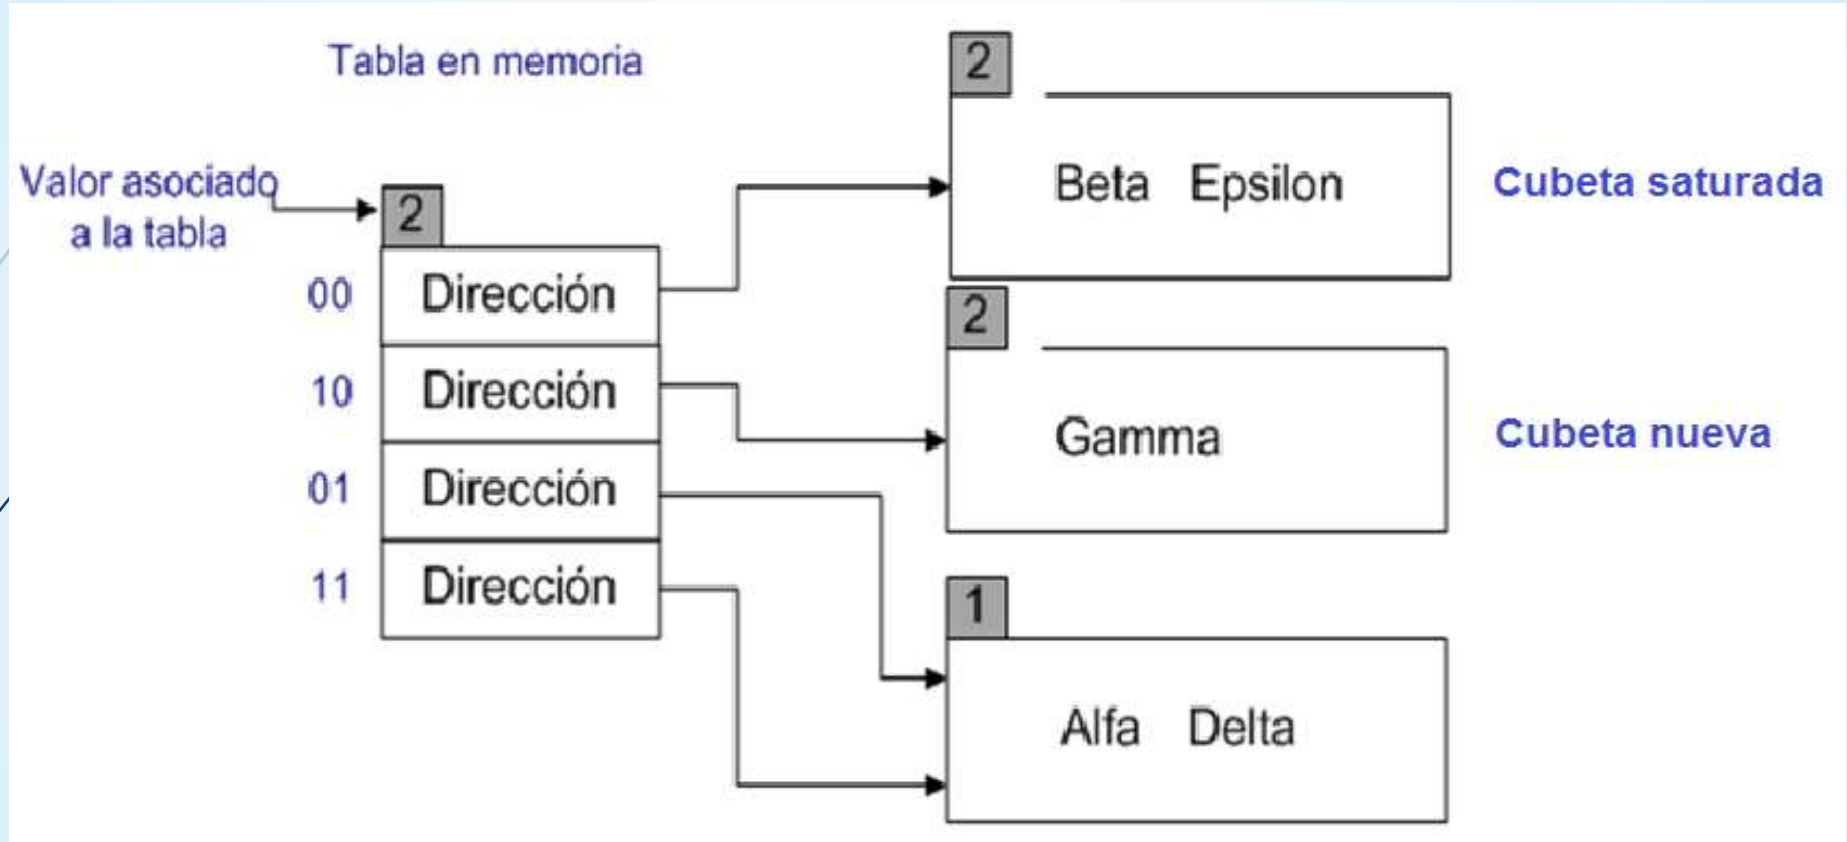 Tabla en memoria
Valor asociado
a la tabla
2
00 Dirección
10 Dirección
01 Dirección
11 Dirección
2
Beta Epsilon
Cubeta saturada
2
Gamma
Cubeta nueva
1
Alfa Delta